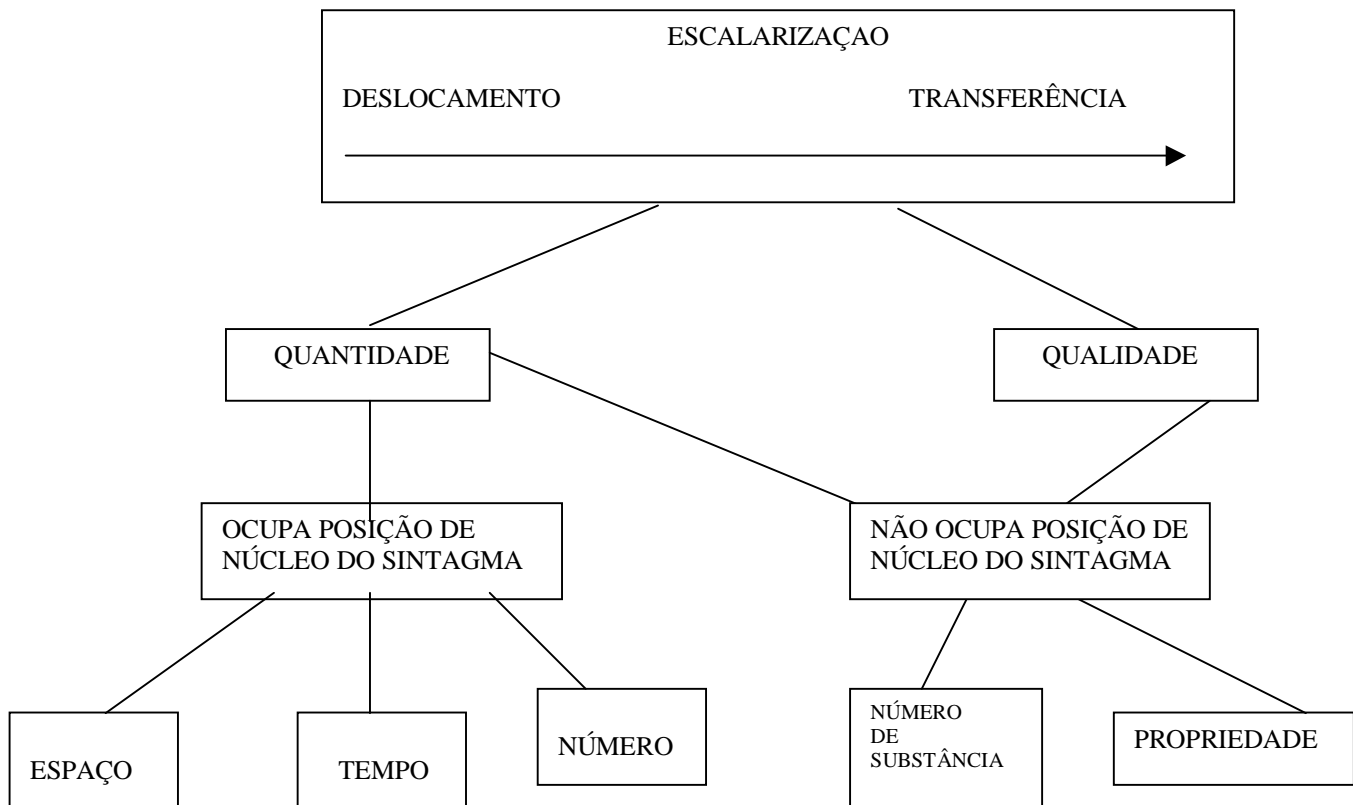 ESCALARIZAÇAO
DESLOCAMENTO TRANSFERÊNCIA
QUANTIDADE
QUALIDADE
OCUPA POSIÇÃO DE
NÚCLEO DO SINTAGMA
NÃO OCUPA POSIÇÃO DE
NÚCLEO DO SINTAGMA
ESPAÇO
TEMPO
NÚMERO
NÚMERO
DE
SUBSTÂNCIA
PROPRIEDADE